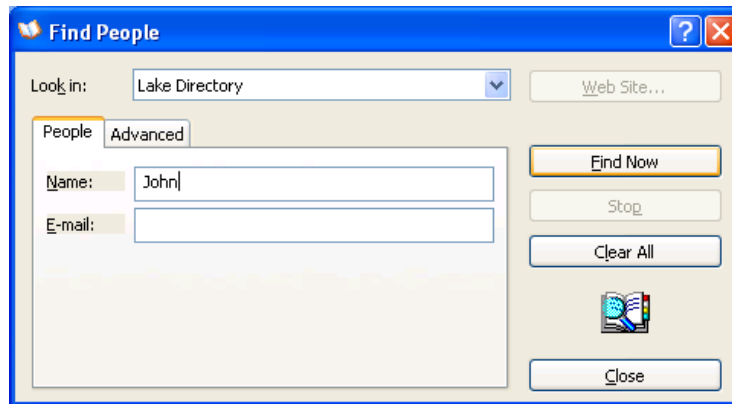 Find People
Look in: Lake Directory
Web Site...
People Advanced
Find Now
Name: John
Stop
E-mail:
Clear All
Close